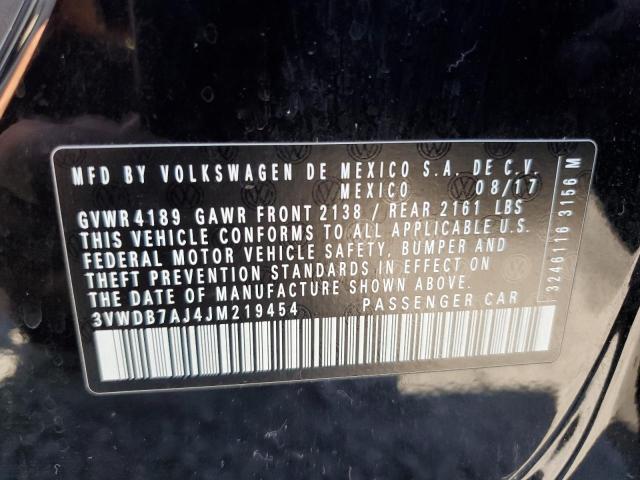 MFD BY VOLKSWAGEN DE MEXICO S.A. DE C.V.
MEXICO 08/17
GVWR4189 GAWR FRONT 2138 / REAR 2161 LBS
THIS VEHICLE CONFORMS TO ALL APPLICABLE U.S.
FEDERAL MOTOR VEHICLE SAFETY, BUMPER AND
THEFT PREVENTION STANDARDS IN EFFECT ON
THE DATE OF MANUFACTURE SHOWN ABOVE.
3VWDB7AJ4JM219454 PASSENGER CAR
3246116 3156 M